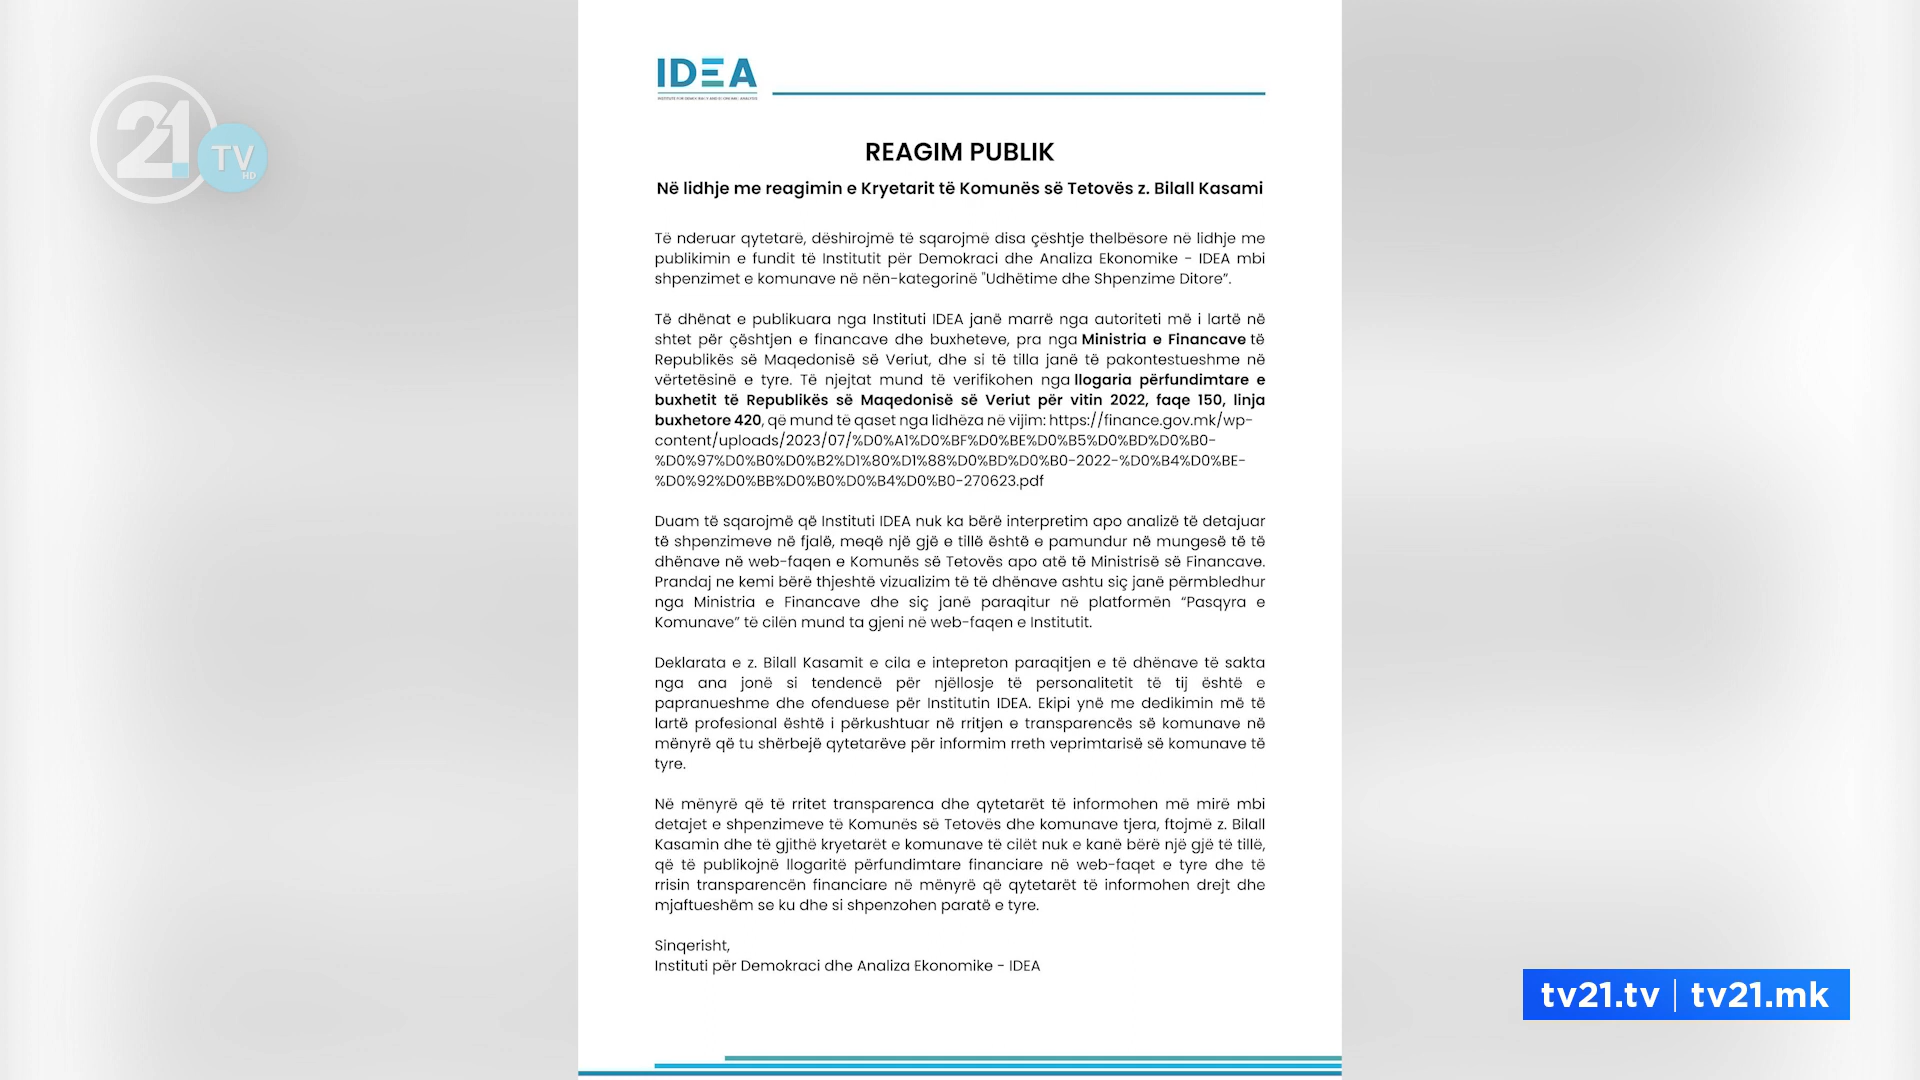 21
TV
HD
IDEA
INSTITUTE FOR DEMOCRACY AND ECONOMIC ANALYSIS
REAGIM PUBLIK
Në lidhje me reagimin e Kryetarit të Komunës së Tetovës z. Bilall Kasami
Të nderuar qytetarë, dëshirojmë të sqarojmë disa çështje thelbësore në lidhje me
publikimin e fundit të Institutit për Demokraci dhe Analiza Ekonomike - IDEA mbi
shpenzimet e komunave në nën-kategorinë "Udhëtime dhe Shpenzime Ditore”.
Të dhënat e publikuara nga Instituti IDEA janë marrë nga autoriteti më i lartë në
shtet për çështjen e financave dhe buxheteve, pra nga Ministria e Financave të
Republikës së Maqedonisë së Veriut, dhe si të tilla janë të pakontestueshme në
vërtetësinë e tyre. Të njejtat mund të verifikohen nga llogaria përfundimtare e
buxhetit të Republikës së Maqedonisë së Veriut për vitin 2022, faqe 150, linja
buxhetore 420, që mund të qaset nga lidhëza në vijim: https://finance.gov.mk/wp-
content/uploads/2023/07/%D0%A1%D0%BF%D0%BE%D0%B5%D0%BD%D0%B0-
%D0%97%D0%B0%D0%B2%D1%80%D1%88%D0%BD%D0%B0-2022-%D0%B4%D0%BE-
%D0%92%D0%BB%D0%B0%D0%B4%D0%B0-270623.pdf
Duam të sqarojmë që Instituti IDEA nuk ka bërë interpretim apo analizë të detajuar
të shpenzimeve në fjalë, meqë një gjë e tillë është e pamundur në mungesë të të
dhënave në web-faqen e Komunës së Tetovës apo atë të Ministrisë së Financave.
Prandaj ne kemi bërë thjeshtë vizualizim të të dhënave ashtu siç janë përmbledhur
nga Ministria e Financave dhe siç janë paraqitur në platformën “Pasqyra e
Komunave” të cilën mund ta gjeni në web-faqen e Institutit.
Deklarata e z. Bilall Kasamit e cila e intepreton paraqitjen e të dhënave të sakta
nga ana jonë si tendencë për njëllosje të personalitetit të tij është e
papranueshme dhe ofenduese për Institutin IDEA. Ekipi ynë me dedikimin më të
lartë profesional është i përkushtuar në rritjen e transparencës së komunave në
mënyrë që tu shërbejë qytetarëve për informim rreth veprimtarisë së komunave të
tyre.
Në mënyrë që të rritet transparenca dhe qytetarët të informohen më mirë mbi
detajet e shpenzimeve të Komunës së Tetovës dhe komunave tjera, ftojmë z. Bilall
Kasamin dhe të gjithë kryetarët e komunave të cilët nuk e kanë bërë një gjë të tillë,
që të publikojnë llogaritë përfundimtare financiare në web-faqet e tyre dhe të
rrisin transparencën financiare në mënyrë që qytetarët të informohen drejt dhe
mjaftueshëm se ku dhe si shpenzohen paratë e tyre.
Sinqerisht,
Instituti për Demokraci dhe Analiza Ekonomike - IDEA
tv21.tv | tv21.mk